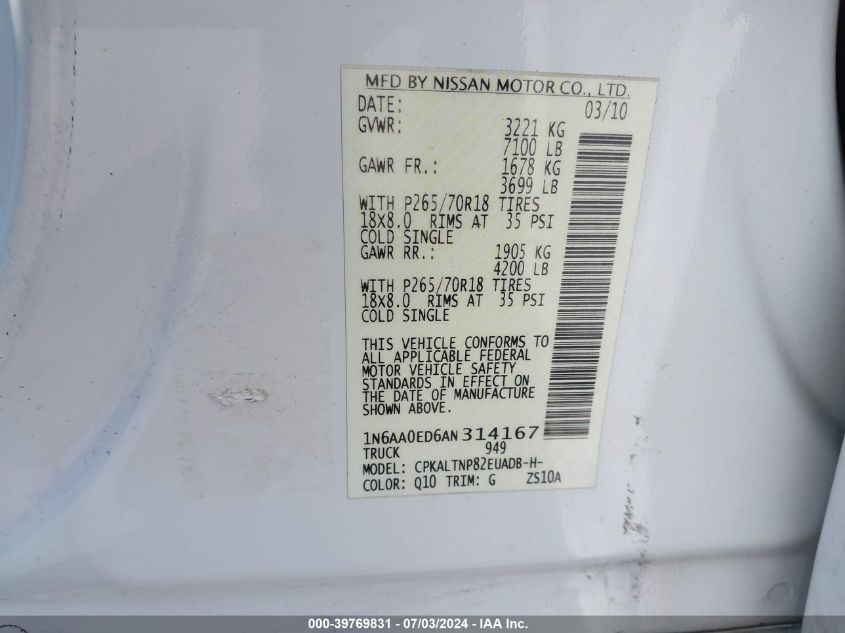 MFD BY NISSAN MOTOR CO., LTD.
DATE: 03/10
GVWR: 3221 KG
7100 LB
GAWR FR.: 1678 KG
3699 LB
WITH P265/70R18 TIRES
18X8.0 RIMS AT 35 PSI
COLD SINGLE
GAWR RR.: 1905 KG
4200 LB
WITH P265/70R18 TIRES
18X8.0 RIMS AT 35 PSI
COLD SINGLE
THIS VEHICLE CONFORMS TO
ALL APPLICABLE FEDERAL
MOTOR VEHICLE SAFETY
STANDARDS IN EFFECT ON
THE DATE OF MANUFACTURE
SHOWN ABOVE.
1N6AA0ED6AN314167
TRUCK 949
MODEL: CPKALTNP82EUADB-H-
COLOR: Q10 TRIM: G ZS10A
000-39769831 - 07/03/2024 - IAA Inc.